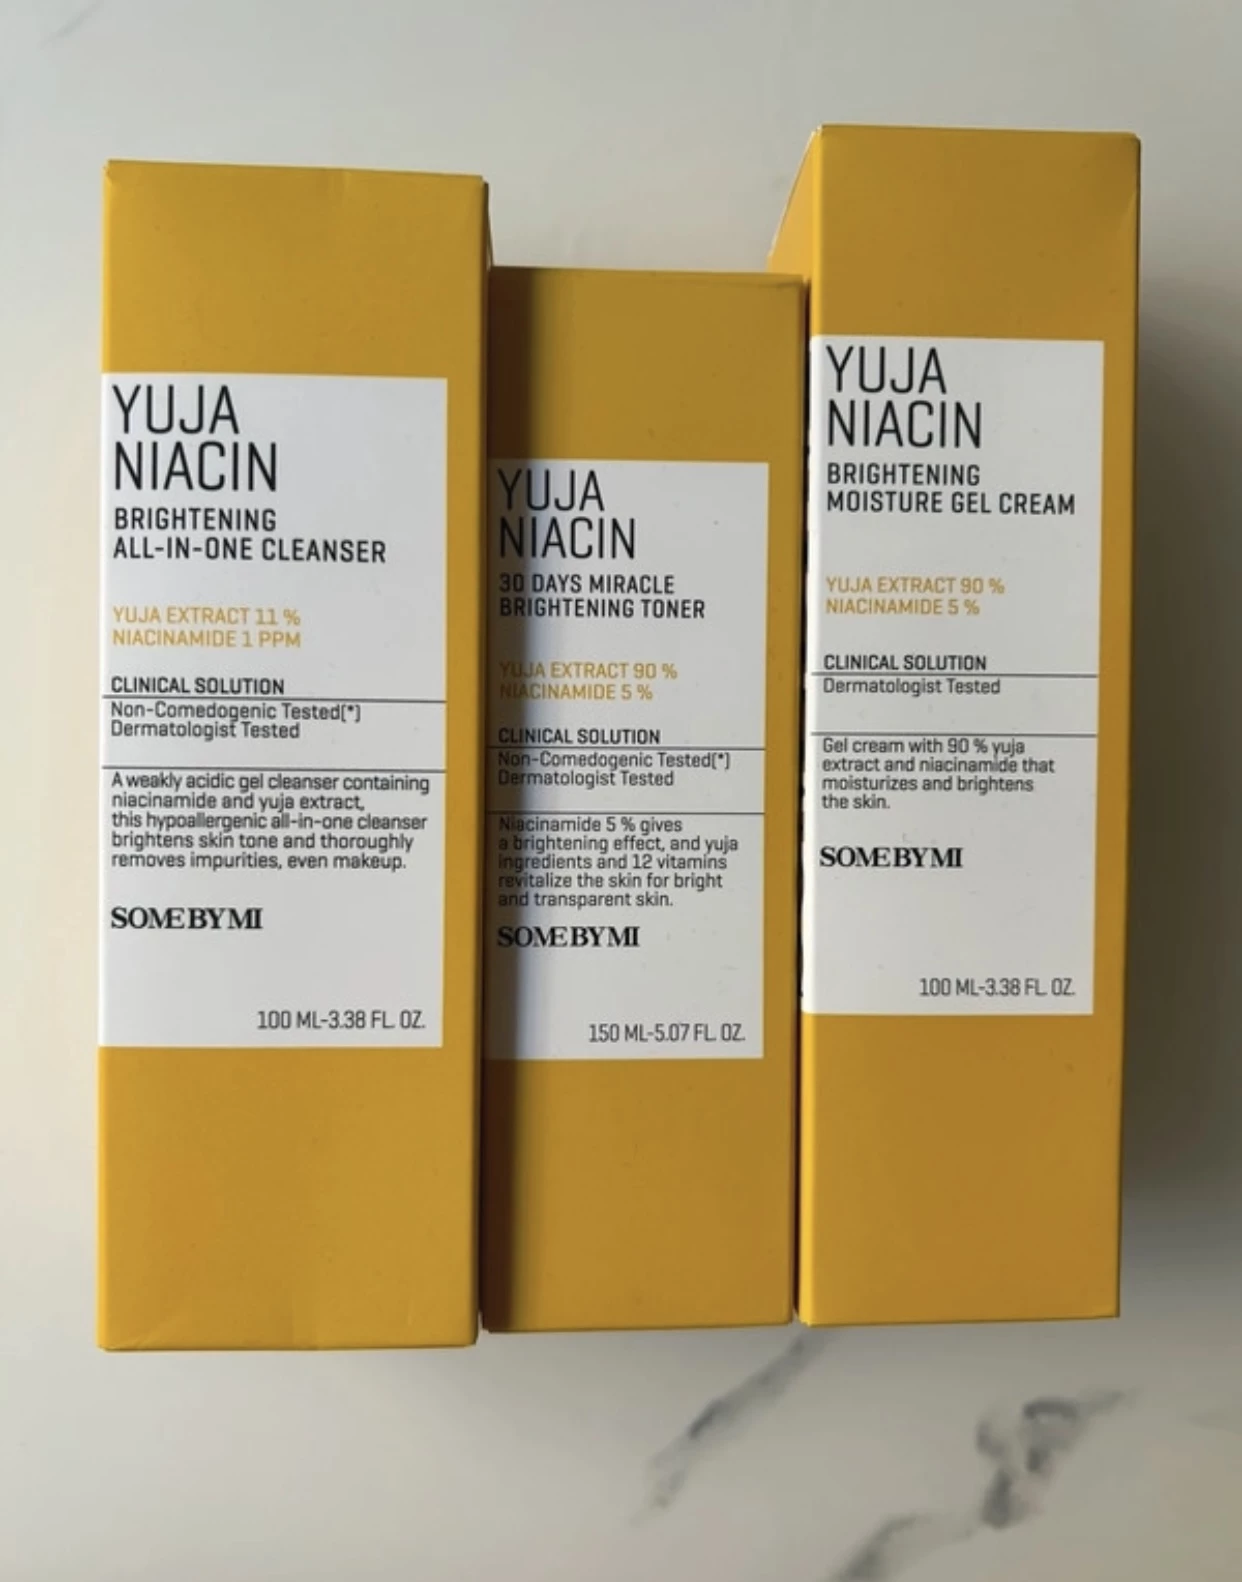 YUJA
NIACIN
BRIGHTENING
ALL-IN-ONE CLEANSER
YUJA EXTRACT 11 %
NIACINAMIDE 1 PPM
CLINICAL SOLUTION
Non-Comedogenic Tested(*)
Dermatologist Tested
A weakly acidic gel cleanser containing
niacinamide and yuja extract,
this hypoallergenic all-in-one cleanser
brightens skin tone and thoroughly
removes impurities, even makeup.
SOMEBYMI
100 ML-3.38 FL. OZ.
YUJA
NIACIN
30 DAYS MIRACLE
BRIGHTENING TONER
YUJA EXTRACT 90 %
NIACINAMIDE 5 %
CLINICAL SOLUTION
Non-Comedogenic Tested(*)
Dermatologist Tested
Niacinamide 5 % gives
a brightening effect, and yuja
ingredients and 12 vitamins
revitalize the skin for bright
and transparent skin.
SOMEBYMI
150 ML-5.07 FL. OZ.
YUJA
NIACIN
BRIGHTENING
MOISTURE GEL CREAM
YUJA EXTRACT 90 %
NIACINAMIDE 5 %
CLINICAL SOLUTION
Dermatologist Tested
Gel cream with 90 % yuja
extract and niacinamide that
moisturizes and brightens
the skin.
SOMEBYMI
100 ML-3.38 FL. OZ.